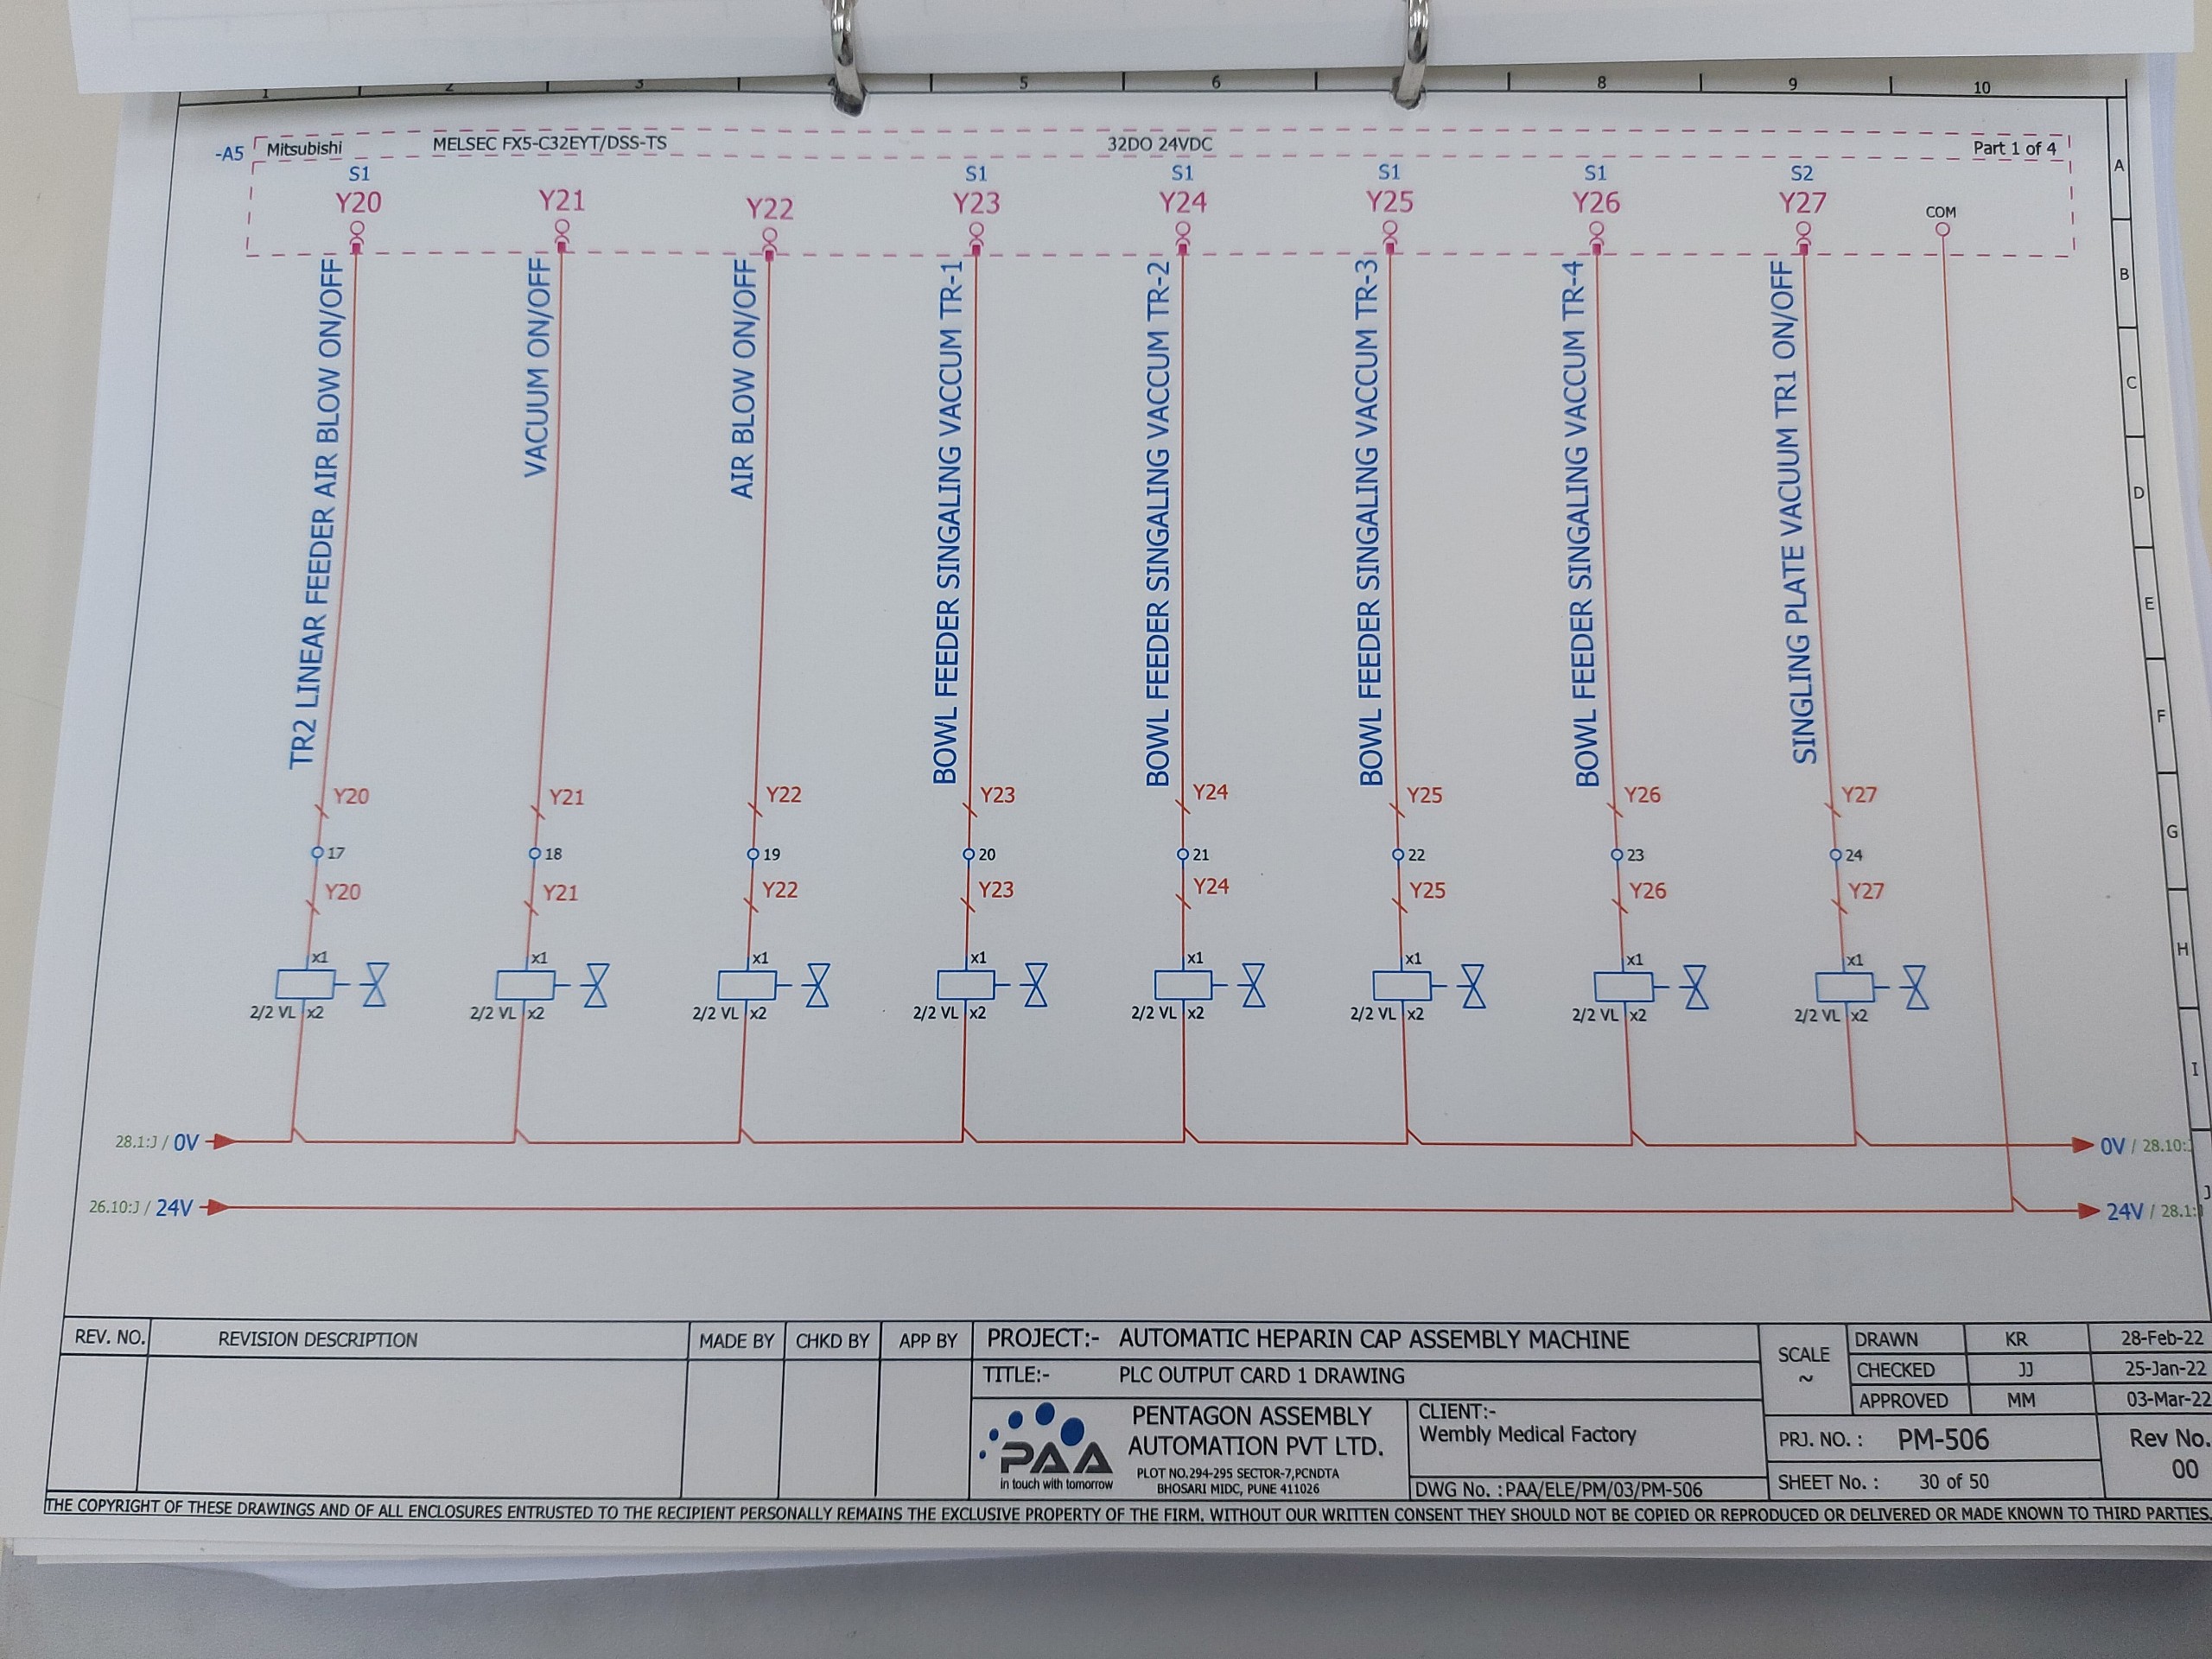 1 2 3 4 5 6 8 9 10
-A5 Mitsubishi MELSEC FX5-C32EYT/DSS-TS 32DO 24VDC Part 1 of 4
S1 S1 S1 S1 S1 S2
Y20 Y21 Y22 Y23 Y24 Y25 Y26 Y27 COM
TR2 LINEAR FEEDER AIR BLOW ON/OFF
VACUUM ON/OFF
AIR BLOW ON/OFF
BOWL FEEDER SINGALING VACCUM TR-1
BOWL FEEDER SINGALING VACCUM TR-2
BOWL FEEDER SINGALING VACCUM TR-3
BOWL FEEDER SINGALING VACCUM TR-4
SINGLING PLATE VACUUM TR1 ON/OFF
A
B
C
D
E
F
G
H
I
J
Y20 Y21 Y22 Y23 Y24 Y25 Y26 Y27
17 18 19 20 21 22 23 24
Y20 Y21 Y22 Y23 Y24 Y25 Y26 Y27
x1 x1 x1 x1 x1 x1 x1 x1
2/2 VL x2 2/2 VL x2 2/2 VL x2 2/2 VL x2 2/2 VL x2 2/2 VL x2 2/2 VL x2 2/2 VL x2
28.1:J / 0V 0V / 28.10:
26.10:J / 24V 24V / 28.1:
REV. NO. REVISION DESCRIPTION MADE BY CHKD BY APP BY
PROJECT:- AUTOMATIC HEPARIN CAP ASSEMBLY MACHINE
TITLE:- PLC OUTPUT CARD 1 DRAWING
PAA
in touch with tomorrow
PENTAGON ASSEMBLY
AUTOMATION PVT LTD.
PLOT NO.294-295 SECTOR-7,PCNDTA
BHOSARI MIDC, PUNE 411026
CLIENT:-
Wembly Medical Factory
DWG No. :PAA/ELE/PM/03/PM-506
SCALE
~
DRAWN KR 28-Feb-22
CHECKED JJ 25-Jan-22
APPROVED MM 03-Mar-22
PRJ. NO. : PM-506
SHEET No. : 30 of 50
Rev No.
00
THE COPYRIGHT OF THESE DRAWINGS AND OF ALL ENCLOSURES ENTRUSTED TO THE RECIPIENT PERSONALLY REMAINS THE EXCLUSIVE PROPERTY OF THE FIRM. WITHOUT OUR WRITTEN CONSENT THEY SHOULD NOT BE COPIED OR REPRODUCED OR DELIVERED OR MADE KNOWN TO THIRD PARTIES.